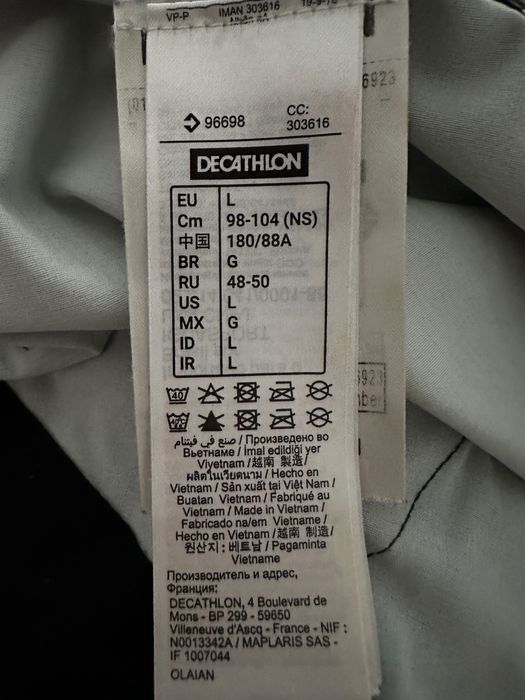 VP-P IMAN 303616
6923
96698
CC:
303616
DECATHLON
EU L
Cm 98-104 (NS)
中国 180/88A
BR G
RU 48-50
US L
MX G
ID L
IR L
40
صنع في فيتنام / Произведено во
Вьетнаме / İmal edildiği yer
Viyetnam /越南 製造/
ผลิตในเวียดนาม / Hecho en
Vietnam / Sản xuất tại Việt Nam /
Buatan Vietnam / Fabriqué au
Vietnam / Made in Vietnam /
Fabricado na/em Vietname /
Hecho en Vietnam /越南 制造/
원산지 : 베트남 / Pagaminta
Vietname
Производитель и адрес,
Франция:
DECATHLON, 4 Boulevard de
Mons - BP 299 - 59650
Villeneuve d'Ascq - France - NIF :
N0013342A / MAPLARIS SAS -
IF 1007044
OLAIAN